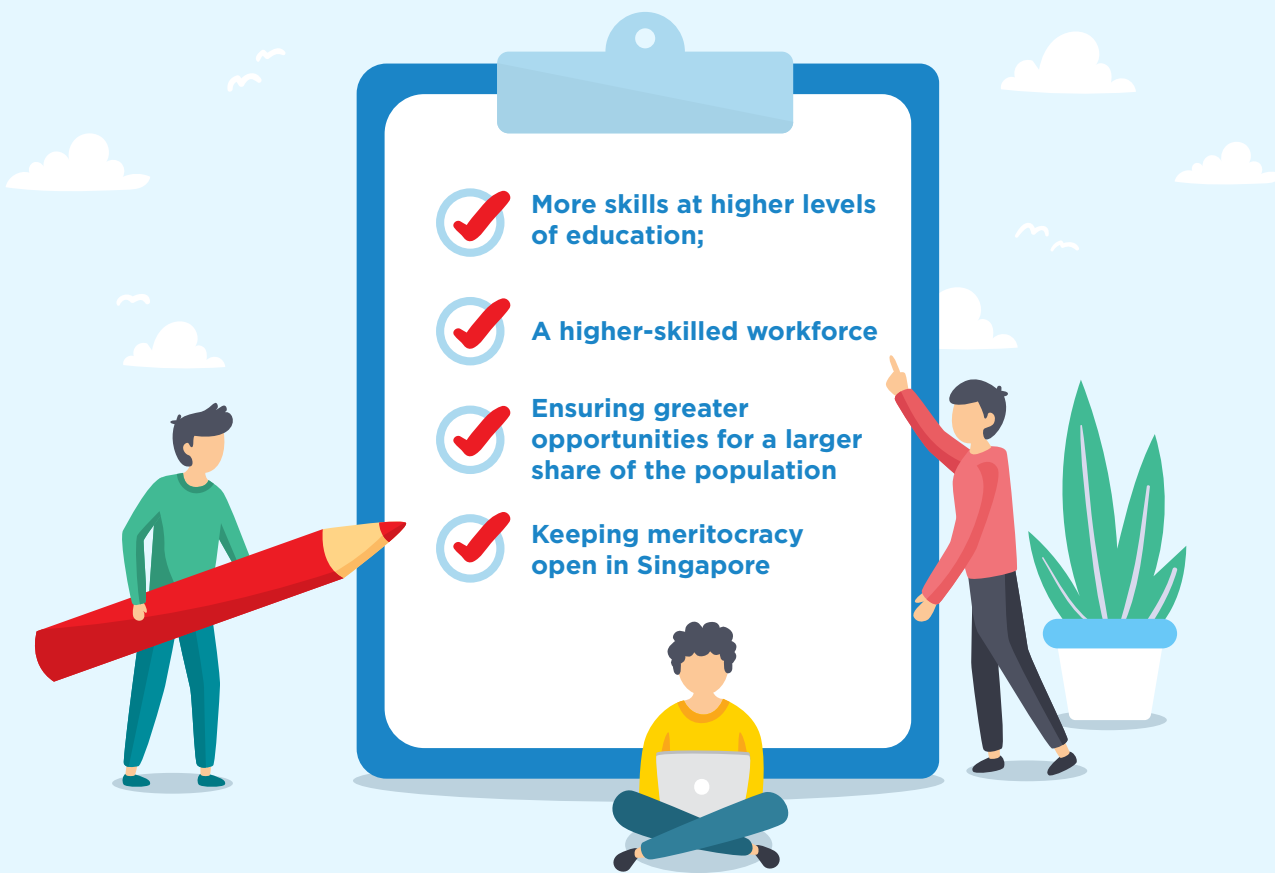 More skills at higher levels
of education;
A higher-skilled workforce
Ensuring greater
opportunities for a larger
share of the population
Keeping meritocracy
open in Singapore